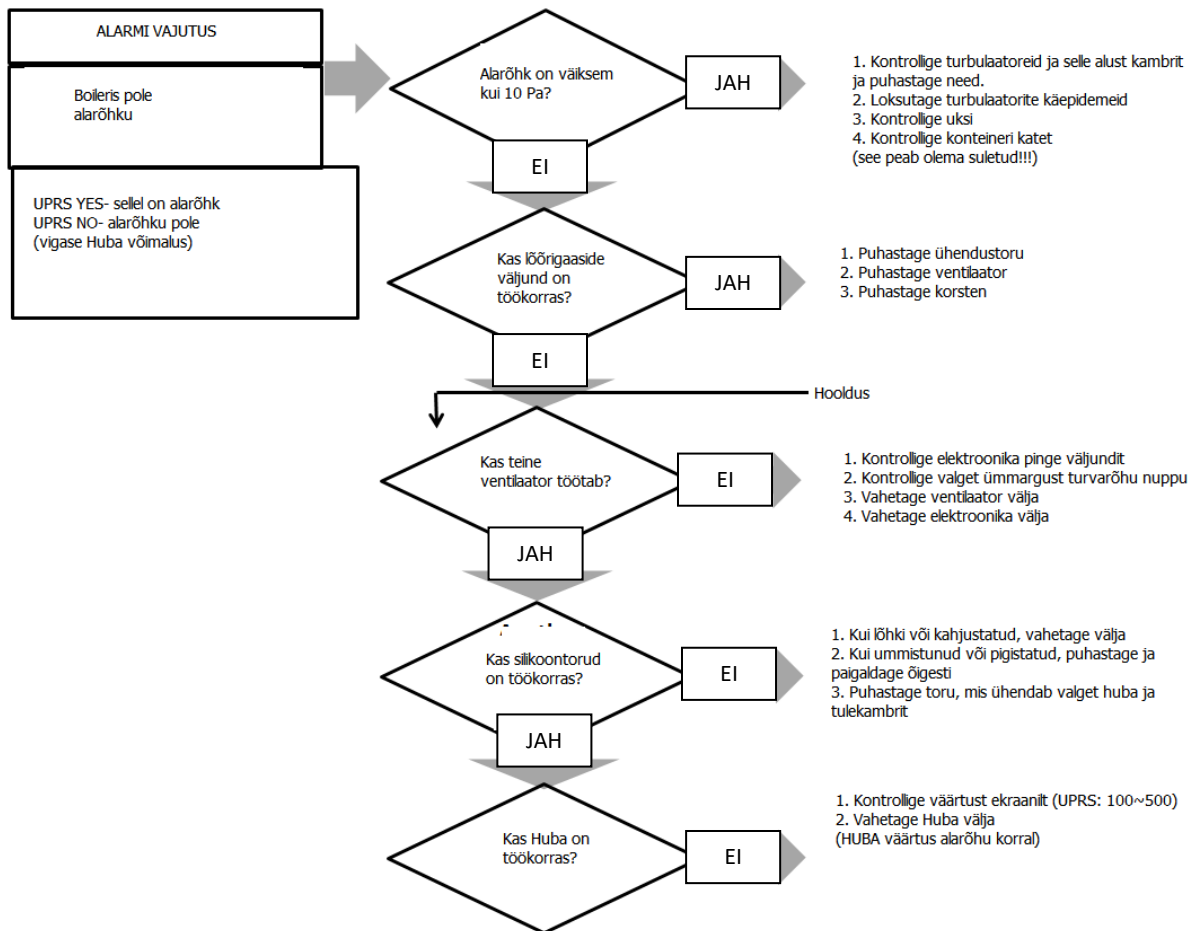 ALARMI VAJUTUS
Boileris pole
alarõhku
UPRS YES- sellel on alarõhk
UPRS NO- alarõhku pole
(vigase Huba võimalus)
Alarõhk on väiksem
kui 10 Pa?
JAH
1. Kontrollige turbulaatoreid ja selle alust kambrit
ja puhastage need.
2. Loksutage turbulaatorite käepidemeid
3. Kontrollige uksi
4. Kontrollige konteineri katet
(see peab olema suletud!!!)
EI
Kas lõõrigaaside
väljund on
töökorras?
JAH
1. Puhastage ühendustoru
2. Puhastage ventilaator
3. Puhastage korsten
EI
Hooldus
Kas teine
ventilaator töötab?
EI
1. Kontrollige elektroonika pinge väljundit
2. Kontrollige valget ümmargust turvarõhu nuppu
3. Vahetage ventilaator välja
4. Vahetage elektroonika välja
JAH
Kas silikoontorud
on töökorras?
EI
1. Kui lõhki või kahjustatud, vahetage välja
2. Kui ummistunud või pigistatud, puhastage ja
paigaldage õigesti
3. Puhastage toru, mis ühendab valget huba ja
tulekambrit
JAH
Kas Huba on
töökorras?
EI
1. Kontrollige väärtust ekraanilt (UPRS: 100~500)
2. Vahetage Huba välja
(HUBA väärtus alarõhu korral)